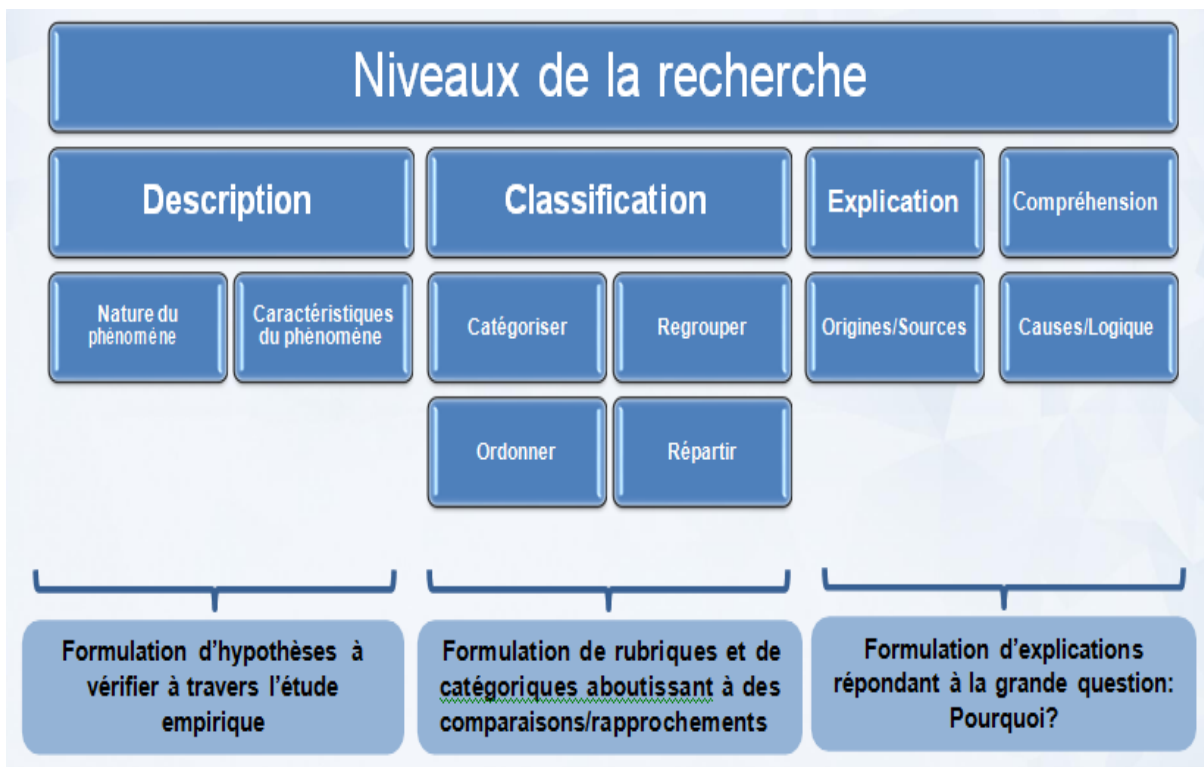 Niveaux de la recherche
Description
Classification
Explication
Compréhension
Nature du
phénomène
Caractéristiques
du phénomène
Catégoriser
Regrouper
Origines/Sources
Causes/Logique
Ordonner
Répartir
Formulation d'hypothèses à
vérifier à travers l'étude
empirique
Formulation de rubriques et de
catégoriques aboutissant à des
comparaisons/rapprochements
Formulation d'explications
répondant à la grande question:
Pourquoi?